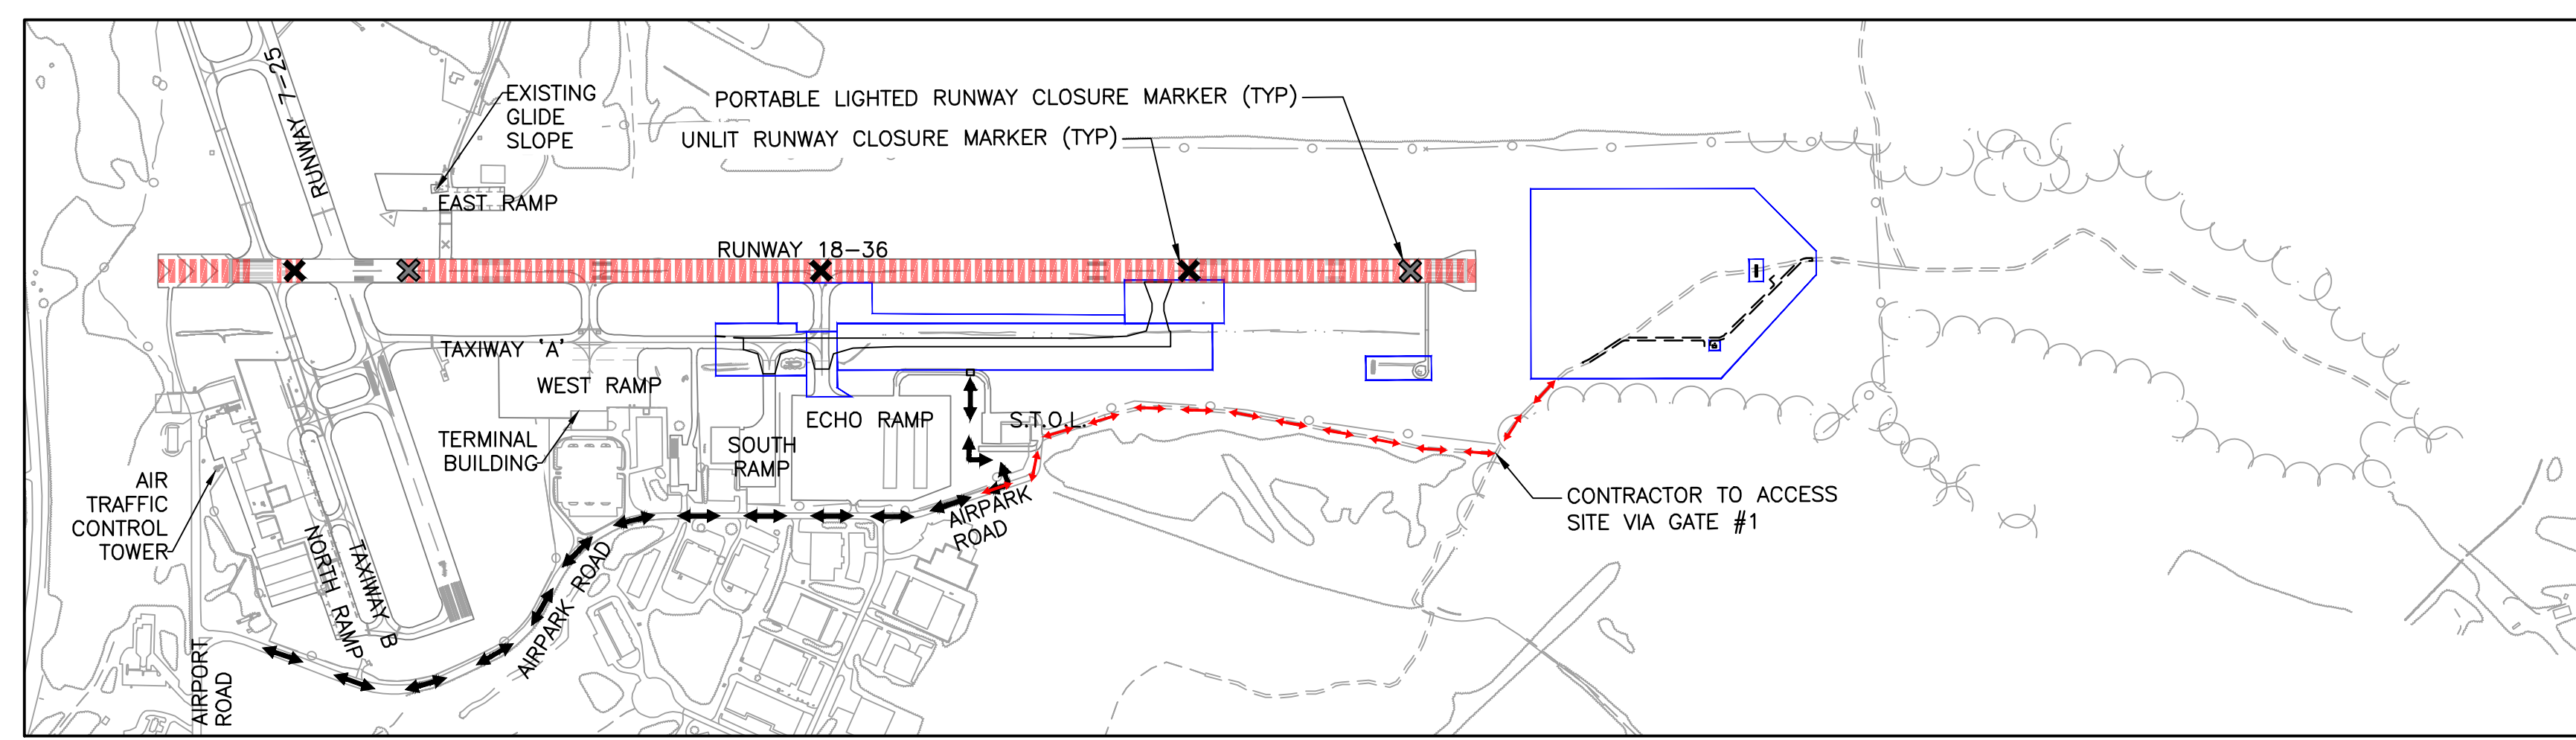 RUNWAY 7-25
EXISTING
GLIDE
SLOPE
EAST RAMP
PORTABLE LIGHTED RUNWAY CLOSURE MARKER (TYP)
UNLIT RUNWAY CLOSURE MARKER (TYP)
RUNWAY 18-36
TAXIWAY 'A'
WEST RAMP
TERMINAL
BUILDING
SOUTH
RAMP
ECHO RAMP
S.T.O.L.
AIR
TRAFFIC
CONTROL
TOWER
NORTH RAMP
TAXIWAY B
AIRPORT
ROAD
AIRPARK ROAD
AIRPARK
ROAD
CONTRACTOR TO ACCESS
SITE VIA GATE #1